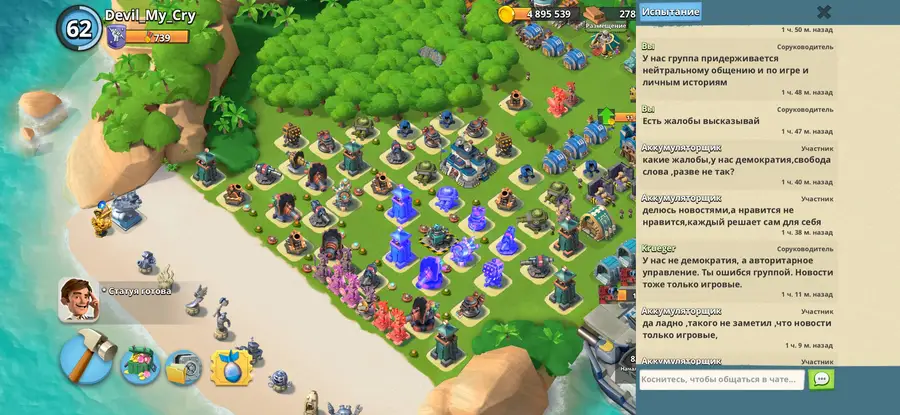 62
Devil_My_Cry
739
4 895 539
278
Размещение
Испытание
1 ч. 50 м. назад
Вы
Соруководитель
У нас группа придерживается
нейтральному общению и по игре и
личным историям
1 ч. 48 м. назад
Вы
Соруководитель
Есть жалобы высказывай
1 ч. 47 м. назад
Аккумуляторщик
Участник
какие жалобы,у нас демократия,свобода
слова ,разве не так?
1 ч. 40 м. назад
Аккумуляторщик
Участник
делюсь новостями,а нравится не
нравится,каждый решает сам для себя
1 ч. 38 м. назад
Krueger
Соруководитель
У нас не демократия, а авторитарное
управление. Ты ошибся группой. Новости
тоже только игровые.
1 ч. 11 м. назад
Аккумуляторщик
Участник
да ладно ,такого не заметил ,что новости
только игровые,
1 ч. 9 м. назад
Аккумуляторщик
Участник
* Статуя готова
Коснитесь, чтобы общаться в чате...